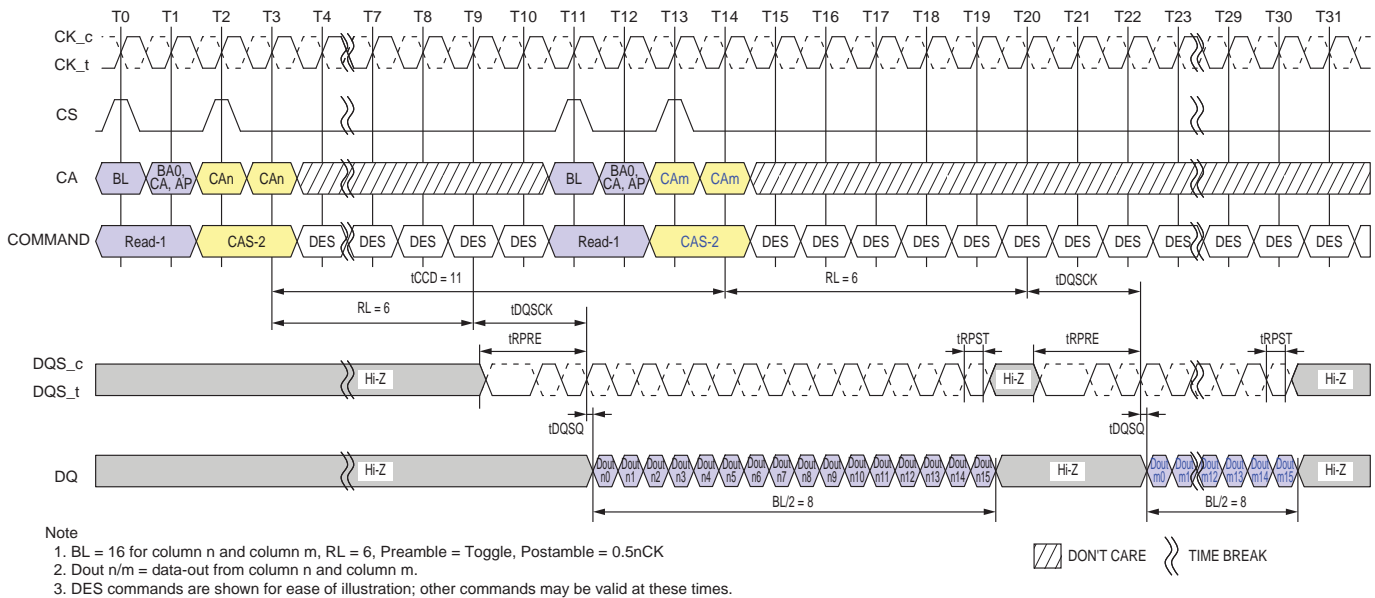 T0 T1 T2 T3 T4 T7 T8 T9 T10 T11 T12 T13 T14 T15 T16 T17 T18 T19 T20 T21 T22 T23 T29 T30 T31
CK_c
CK_t
CS
CA BL BA0, CA, AP CAn CAn BL BA0, CA, AP CAm CAm
COMMAND Read-1 CAS-2 DES DES DES DES DES Read-1 CAS-2 DES DES DES DES DES DES DES DES DES DES DES DES
tCCD = 11 RL = 6 tDQSCK
RL = 6 tDQSCK
tRPRE tRPST tRPRE tRPST
DQS_c
DQS_t
Hi-Z Hi-Z Hi-Z
tDQSQ tDQSQ
DQ Hi-Z Dout n0 Dout n1 Dout n2 Dout n3 Dout n4 Dout n5 Dout n6 Dout n7 Dout n8 Dout n9 Dout n10 Dout n11 Dout n12 Dout n13 Dout n14 Dout n15 Hi-Z Dout m0 Dout m1 Dout m12 Dout m13 Dout m14 Dout m15 Hi-Z
BL/2 = 8 BL/2 = 8
Note
1. BL = 16 for column n and column m, RL = 6, Preamble = Toggle, Postamble = 0.5nCK
2. Dout n/m = data-out from column n and column m.
3. DES commands are shown for ease of illustration; other commands may be valid at these times.
DON'T CARE TIME BREAK